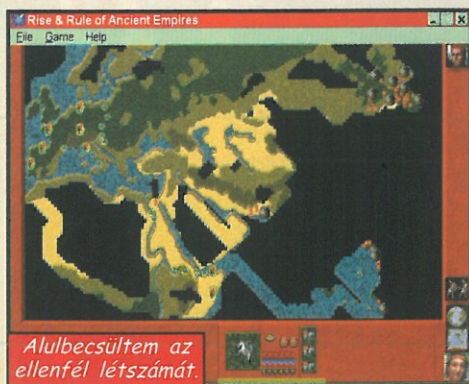 Rise & Rule of Ancient Empires
File Game Help
Alulbecsültem az
ellenfél létszámát.